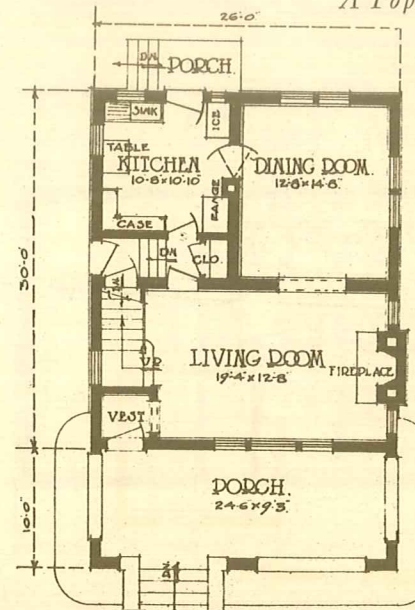 A Pop
26'-0"
DN
PORCH.
SINK
ICE
TABLE
KITCHEN
10'-8"x10'-10"
DINING ROOM.
12'-8"x14'-8"
RANGE
CASE
DN
CLO.
30'-0"
DN
LIVING ROOM
19'-4"x12'-8"
FIREPLACE
UP
VEST
PORCH.
24'-6"x9'-3"
10'-0"